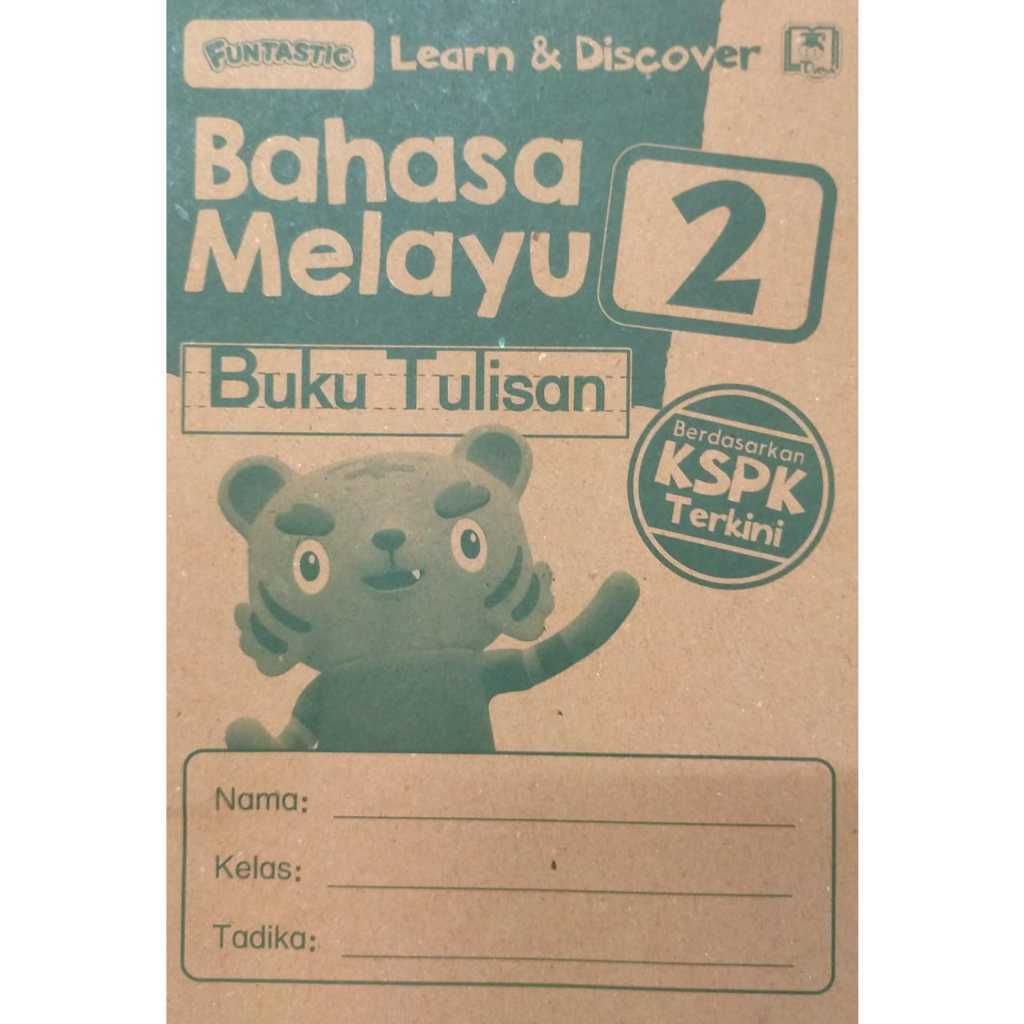 FUNTASTIC Learn & Discover
Bahasa
Melayu
2
Buku Tulisan
Berdasarkan
KSPK
Terkini
Nama:
Kelas:
Tadika: